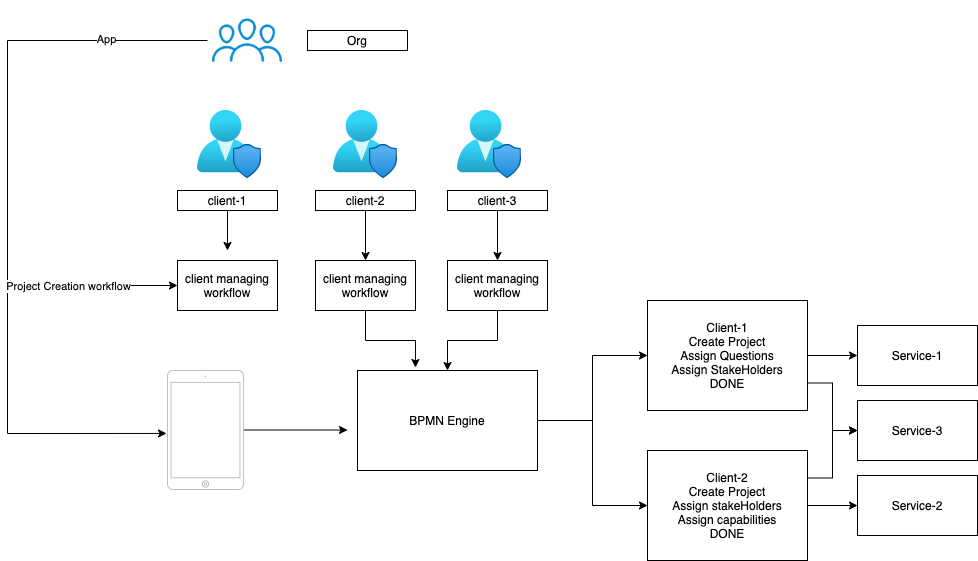 App
Org
client-1
client-2
client-3
Project Creation workflow
client managing
workflow
client managing
workflow
client managing
workflow
BPMN Engine
Client-1
Create Project
Assign Questions
Assign StakeHolders
DONE
Service-1
Service-3
Client-2
Create Project
Assign stakeHolders
Assign capabilities
DONE
Service-2